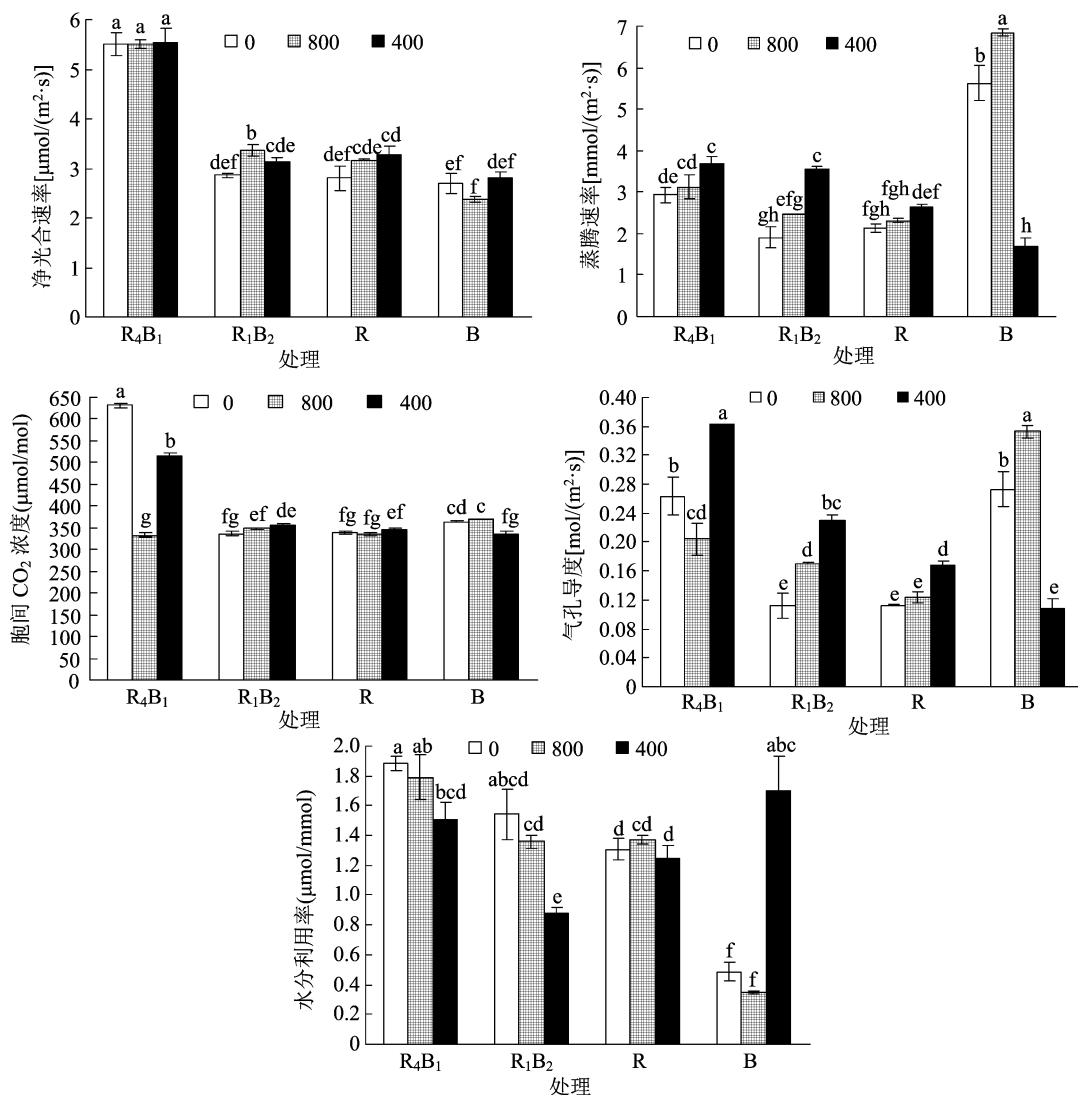 净光合速率[μmol/(m²·s)]
6
5
4
3
2
1
0
0 800 400
a a a
def b cde
def cde cd
ef f def
R₄B₁ R₁B₂ R B
处理
蒸腾速率[mmol/(m²·s)]
7
6
5
4
3
2
1
0
0 800 400
de cd c
gh efg c
fgh fgh def
b a h
R₄B₁ R₁B₂ R B
处理
胞间 CO₂ 浓度(μmol/mol)
650
600
550
500
450
400
350
300
250
200
150
100
50
0
0 800 400
a g b
fg ef de
fg fg ef
cd c fg
R₄B₁ R₁B₂ R B
处理
气孔导度[mol/(m²·s)]
0.40
0.36
0.32
0.28
0.24
0.20
0.16
0.12
0.08
0.04
0
0 800 400
b cd a
e d bc
e e d
b a e
R₄B₁ R₁B₂ R B
处理
水分利用率(μmol/mmol)
2.0
1.8
1.6
1.4
1.2
1.0
0.8
0.6
0.4
0.2
0
0 800 400
a ab bcd
abcd cd e
d cd d
f f abc
R₄B₁ R₁B₂ R B
处理